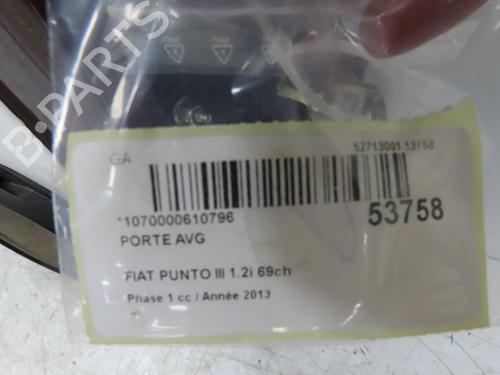 B-PARTS
GA
52713001 53758
*1070000610796
53758
PORTE AVG
FIAT PUNTO III 1.2i 69ch
Phase 1 cc / Année 2013